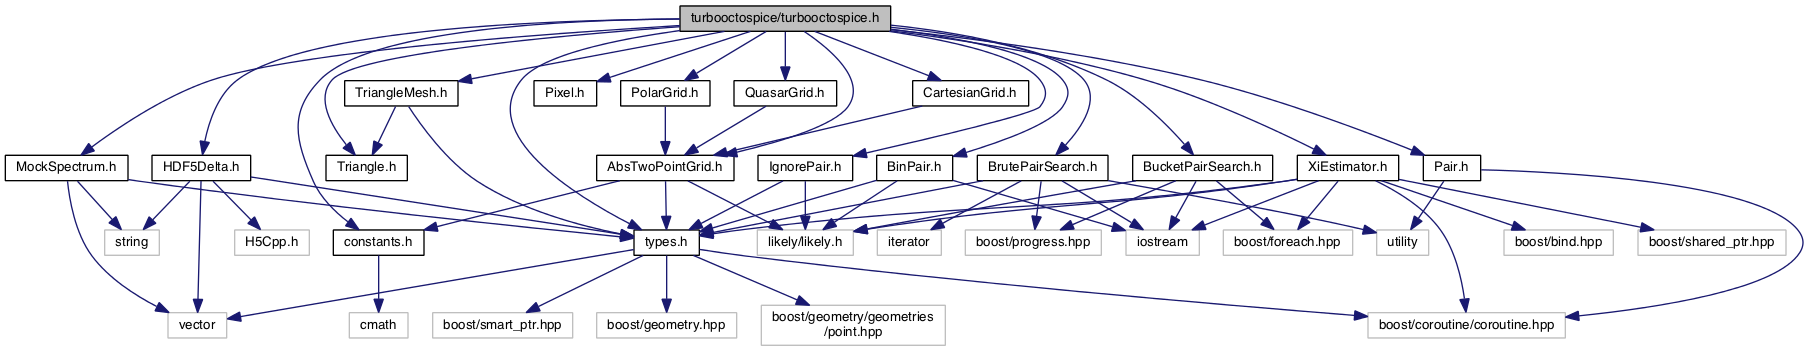 turbooctospice/turbooctospice.h
TriangleMesh.h
Pixel.h
PolarGrid.h
QuasarGrid.h
CartesianGrid.h
MockSpectrum.h
HDF5Delta.h
Triangle.h
AbsTwoPointGrid.h
IgnorePair.h
BinPair.h
BrutePairSearch.h
BucketPairSearch.h
XiEstimator.h
Pair.h
string
H5Cpp.h
constants.h
types.h
likely/likely.h
iterator
boost/progress.hpp
iostream
boost/foreach.hpp
utility
boost/bind.hpp
boost/shared_ptr.hpp
vector
cmath
boost/smart_ptr.hpp
boost/geometry.hpp
boost/geometry/geometries
/point.hpp
boost/coroutine/coroutine.hpp